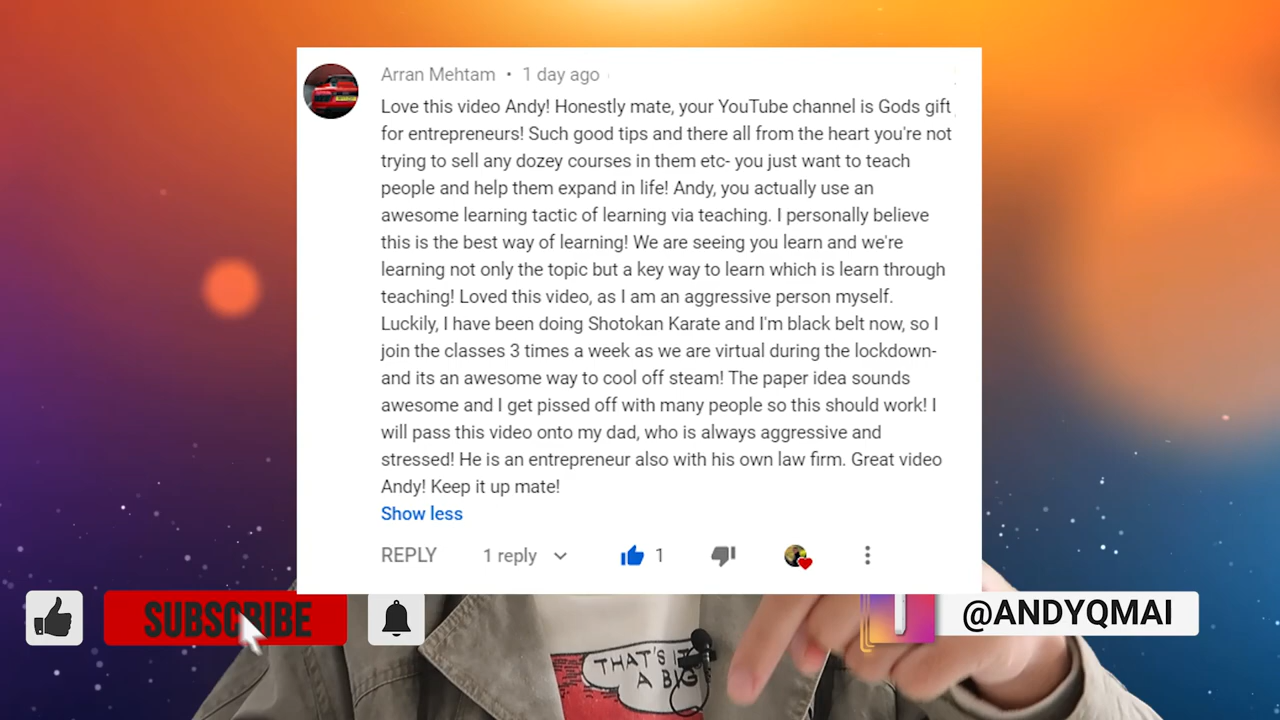 Arran Mehtam • 1 day ago
Love this video Andy! Honestly mate, your YouTube channel is Gods gift
for entrepreneurs! Such good tips and there all from the heart you're not
trying to sell any dozey courses in them etc- you just want to teach
people and help them expand in life! Andy, you actually use an
awesome learning tactic of learning via teaching. I personally believe
this is the best way of learning! We are seeing you learn and we're
learning not only the topic but a key way to learn which is learn through
teaching! Loved this video, as I am an aggressive person myself.
Luckily, I have been doing Shotokan Karate and I'm black belt now, so I
join the classes 3 times a week as we are virtual during the lockdown-
and its an awesome way to cool off steam! The paper idea sounds
awesome and I get pissed off with many people so this should work! I
will pass this video onto my dad, who is always aggressive and
stressed! He is an entrepreneur also with his own law firm. Great video
Andy! Keep it up mate!
Show less
REPLY 1 reply 1
SUBSCRIBE
@ANDYQMAI
THAT'S
A BIG